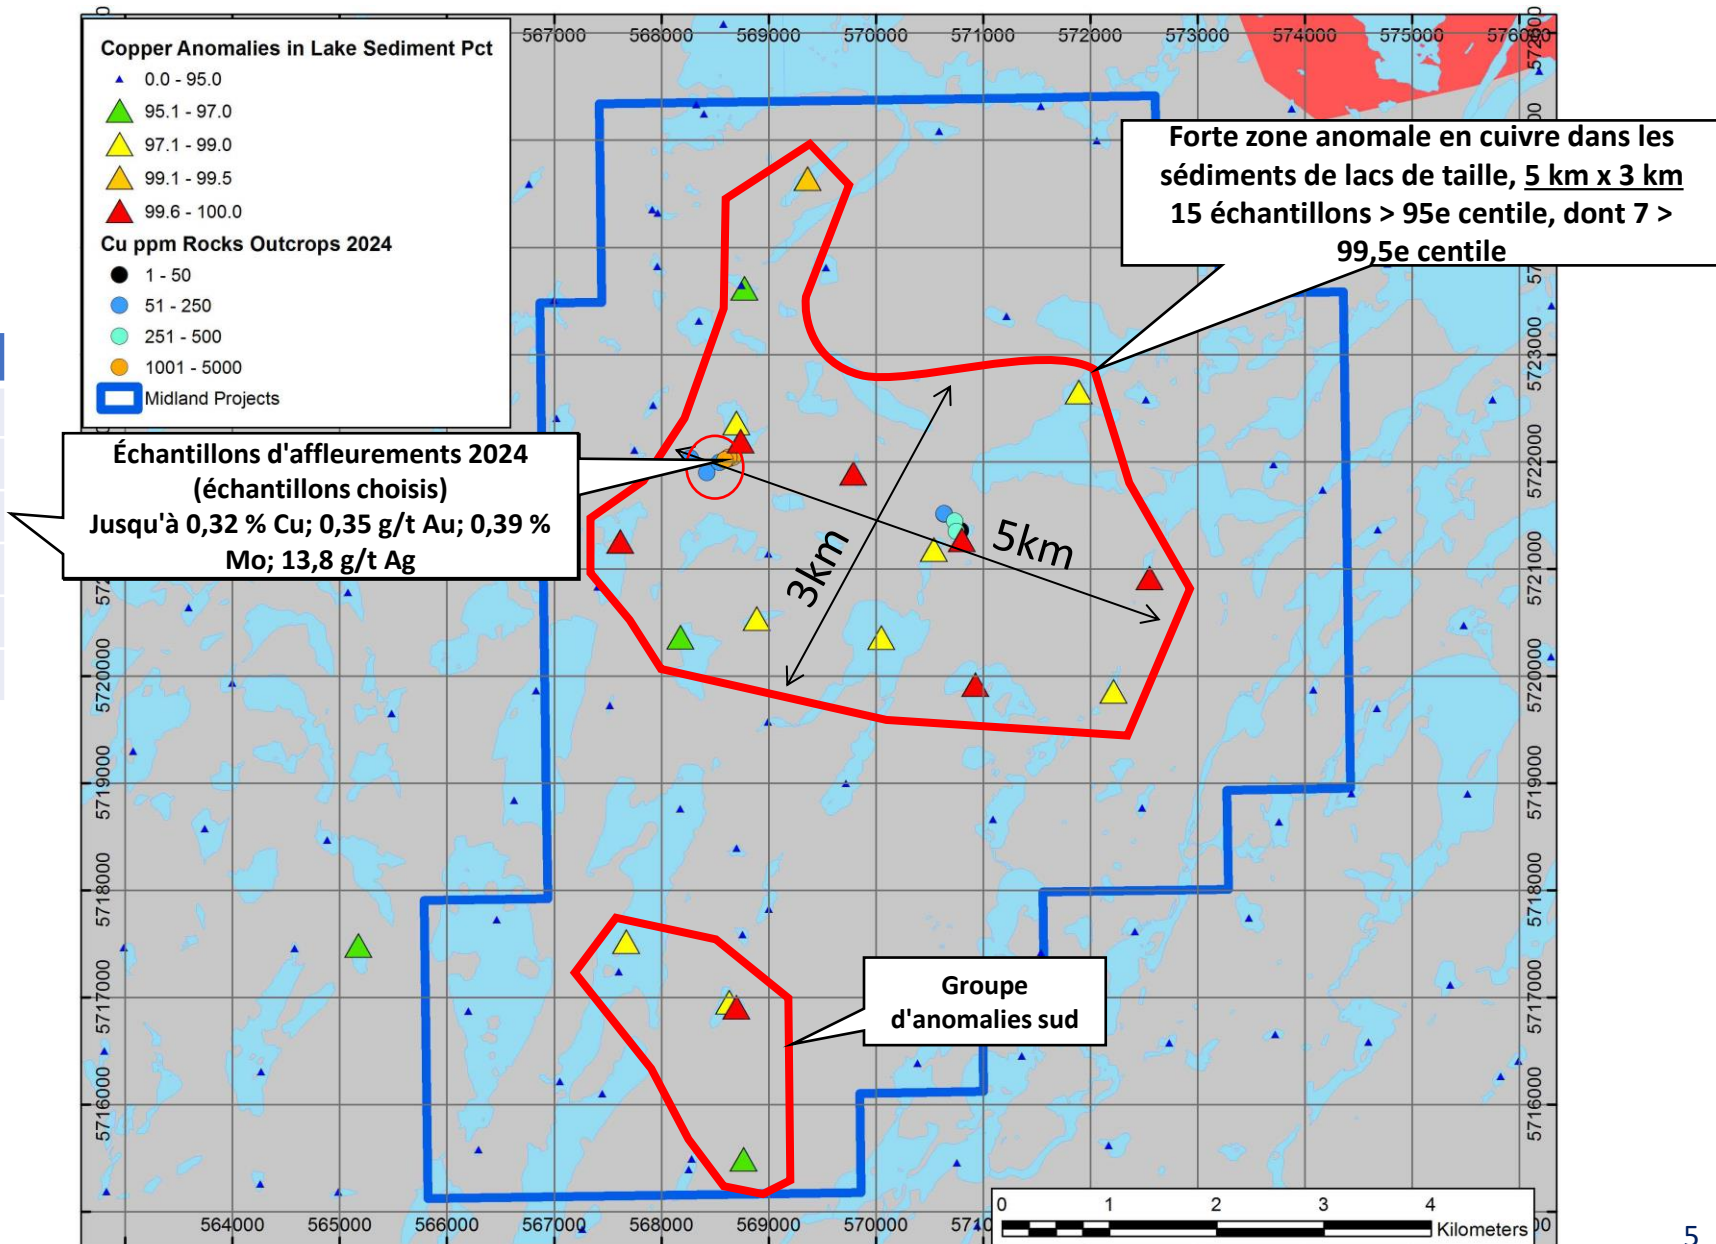 Copper Anomalies in Lake Sediment Pct
0.0 - 95.0
95.1 - 97.0
97.1 - 99.0
99.1 - 99.5
99.6 - 100.0
Cu ppm Rocks Outcrops 2024
1 - 50
51 - 250
251 - 500
1001 - 5000
Midland Projects
567000 568000 569000 570000 571000 572000 573000 574000 575000 576000
Forte zone anomale en cuivre dans les
sédiments de lacs de taille, 5 km x 3 km
15 échantillons > 95e centile, dont 7 >
99,5e centile
Échantillons d'affleurements 2024
(échantillons choisis)
Jusqu'à 0,32 % Cu; 0,35 g/t Au; 0,39 %
Mo; 13,8 g/t Ag
3km
5km
5720000
5719000
5718000
5717000
5716000
5723000
5722000
5721000
5720000
5719000
5718000
5717000
5716000
Groupe
d'anomalies sud
564000 565000 566000 567000 568000 569000 570000
0 1 2 3 4
Kilometers
5